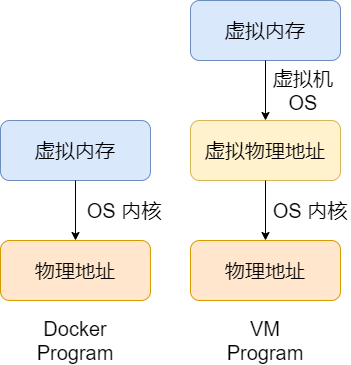 虚拟内存
虚拟机
OS
虚拟内存
虚拟物理地址
OS 内核
OS 内核
物理地址
物理地址
Docker
Program
VM
Program